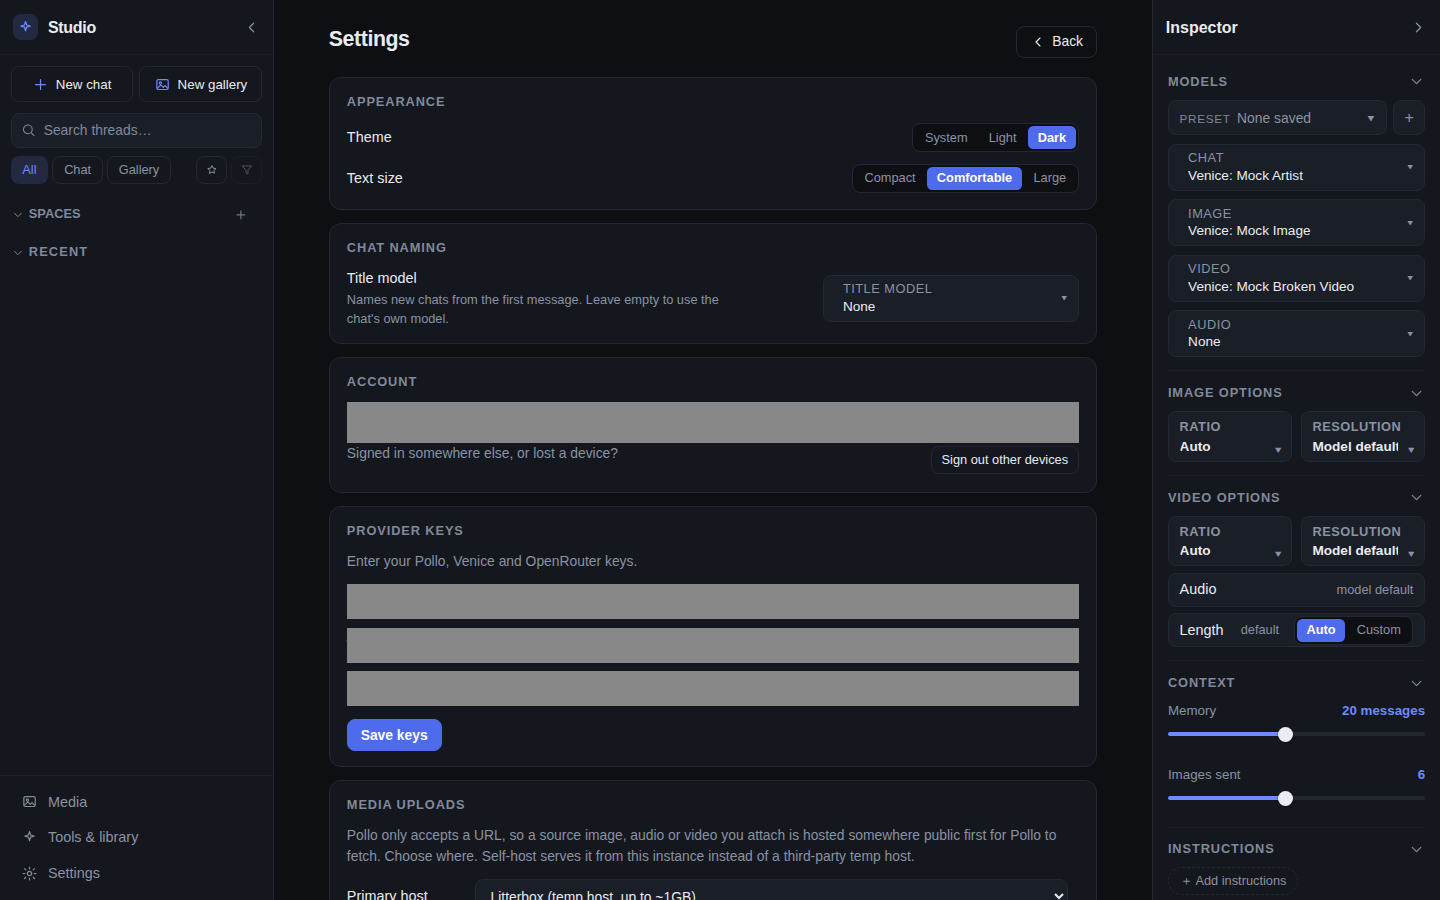 Studio
New chat
New gallery
Search threads…
All
Chat
Gallery
SPACES
RECENT
Media
Tools & library
Settings
Settings
Back
APPEARANCE
Theme
System
Light
Dark
Text size
Compact
Comfortable
Large
CHAT NAMING
Title model
Names new chats from the first message. Leave empty to use the
chat's own model.
TITLE MODEL
None
ACCOUNT
Signed in somewhere else, or lost a device?
Sign out other devices
PROVIDER KEYS
Enter your Pollo, Venice and OpenRouter keys.
Save keys
MEDIA UPLOADS
Pollo only accepts a URL, so a source image, audio or video you attach is hosted somewhere public first for Pollo to
fetch. Choose where. Self-host serves it from this instance instead of a third-party temp host.
Primary host
Litterbox (temp host, up to ~1GB)
Inspector
MODELS
PRESET None saved
+
CHAT
Venice: Mock Artist
IMAGE
Venice: Mock Image
VIDEO
Venice: Mock Broken Video
AUDIO
None
IMAGE OPTIONS
RATIO
Auto
RESOLUTION
Model default
VIDEO OPTIONS
RATIO
Auto
RESOLUTION
Model default
Audio
model default
Length
default
Auto
Custom
CONTEXT
Memory
20 messages
Images sent
6
INSTRUCTIONS
+ Add instructions